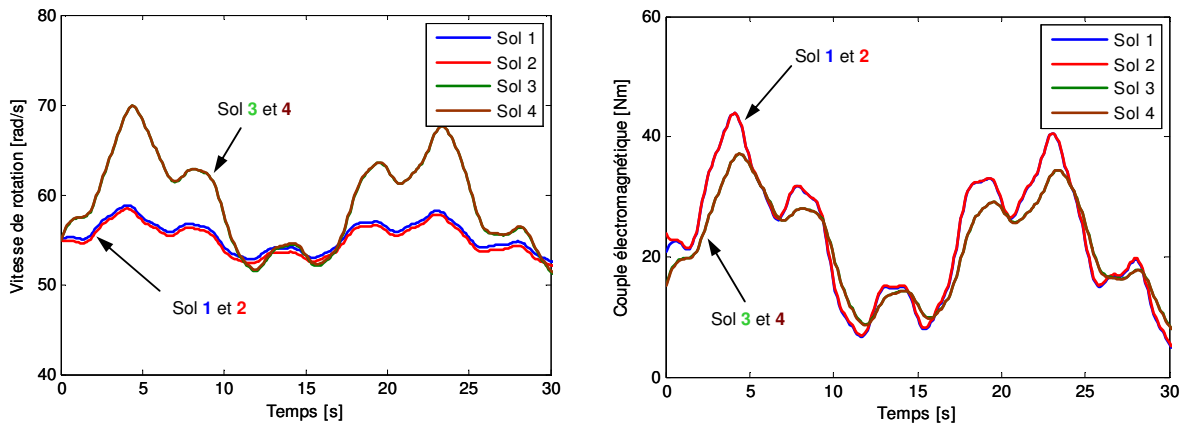 80
70
60
50
40
Vitesse de rotation [rad/s]
0
5
10
15
20
25
30
Temps [s]
Sol 1
Sol 2
Sol 3
Sol 4
Sol 3 et 4
Sol 1 et 2
60
40
20
0
Couple électromagnétique [Nm]
0
5
10
15
20
25
30
Temps [s]
Sol 1
Sol 2
Sol 3
Sol 4
Sol 1 et 2
Sol 3 et 4